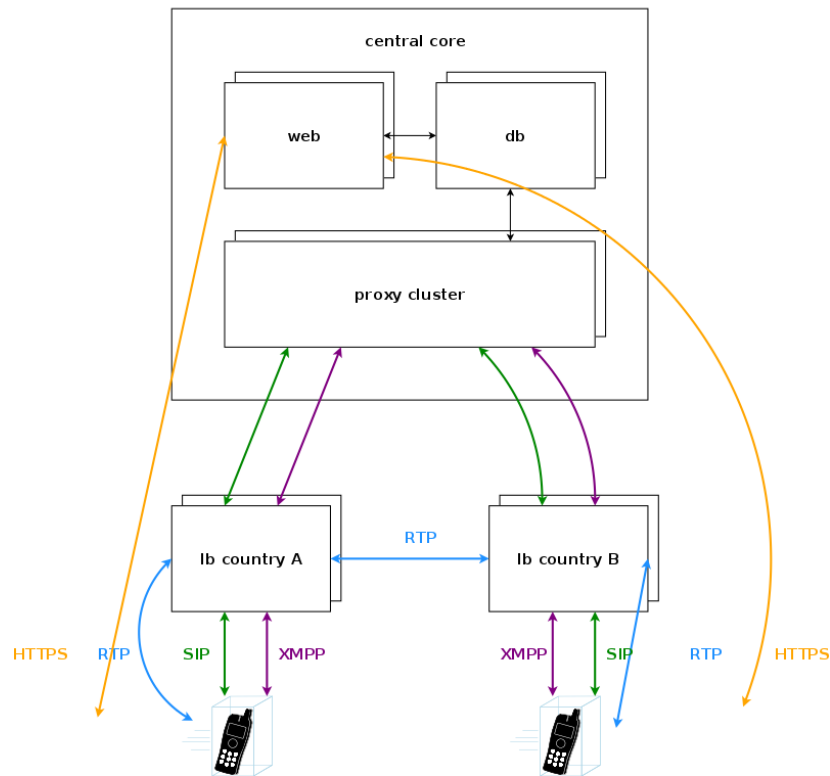 central core
web
db
proxy cluster
RTP
lb country A
lb country B
HTTPS
RTP
SIP
XMPP
XMPP
SIP
RTP
HTTPS